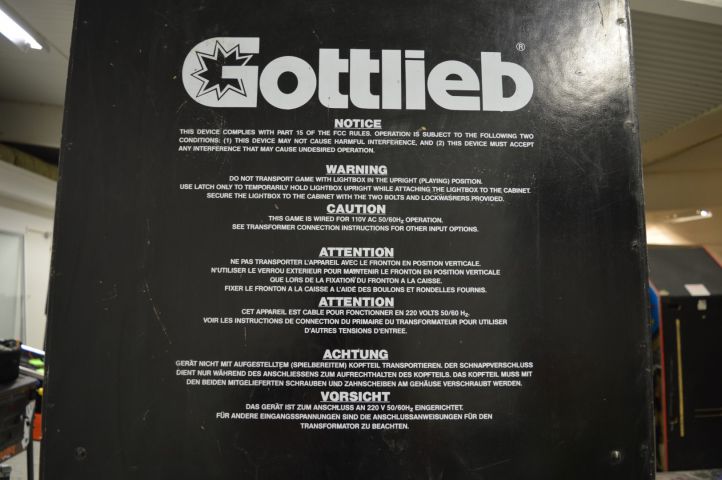 Gottlieb®
NOTICE
THIS DEVICE COMPLIES WITH PART 15 OF THE FCC RULES. OPERATION IS SUBJECT TO THE FOLLOWING TWO
CONDITIONS: (1) THIS DEVICE MAY NOT CAUSE HARMFUL INTERFERENCE, AND (2) THIS DEVICE MUST ACCEPT
ANY INTERFERENCE THAT MAY CAUSE UNDESIRED OPERATION.
WARNING
DO NOT TRANSPORT GAME WITH LIGHTBOX IN THE UPRIGHT (PLAYING) POSITION.
USE LATCH ONLY TO TEMPORARILY HOLD LIGHTBOX UPRIGHT WHILE ATTACHING THE LIGHTBOX TO THE CABINET.
SECURE THE LIGHTBOX TO THE CABINET WITH THE TWO BOLTS AND LOCKWASHERS PROVIDED.
CAUTION
THIS GAME IS WIRED FOR 110V AC 50/60Hz OPERATION.
SEE TRANSFORMER CONNECTION INSTRUCTIONS FOR OTHER INPUT OPTIONS.
ATTENTION
NE PAS TRANSPORTER L'APPAREIL AVEC LE FRONTON EN POSITION VERTICALE.
N'UTILISER LE VERROU EXTERIEUR POUR MAINTENIR LE FRONTON EN POSITION VERTICALE
QUE LORS DE LA FIXATION DU FRONTON A LA CAISSE.
FIXER LE FRONTON A LA CAISSE A L'AIDE DES BOULONS ET RONDELLES FOURNIS.
ATTENTION
CET APPAREIL EST CABLE POUR FONCTIONNER EN 220 VOLTS 50/60 Hz.
VOIR LES INSTRUCTIONS DE CONNECTION DU PRIMAIRE DU TRANSFORMATEUR POUR UTILISER
D'AUTRES TENSIONS D'ENTREE.
ACHTUNG
GERÄT NICHT MIT AUFGESTELLTEM (SPIELBEREITEM) KOPFTEIL TRANSPORTIEREN. DER SCHNAPPVERSCHLUSS
DIENT NUR WÄHREND DES ANSCHLIESSENS ZUM AUFRECHTHALTEN DES KOPFTEILS. DAS KOPFTEIL MUSS MIT
DEN BEIDEN MITGELIEFERTEN SCHRAUBEN UND ZAHNSCHEIBEN AM GEHÄUSE VERSCHRAUBT WERDEN.
VORSICHT
DAS GERÄT IST ZUM ANSCHLUSS AN 220 V 50/60Hz EINGERICHTET.
FÜR ANDERE EINGANGSSPANNUNGEN SIND DIE ANSCHLUSSANWEISUNGEN FÜR DEN
TRANSFORMATOR ZU BEACHTEN.